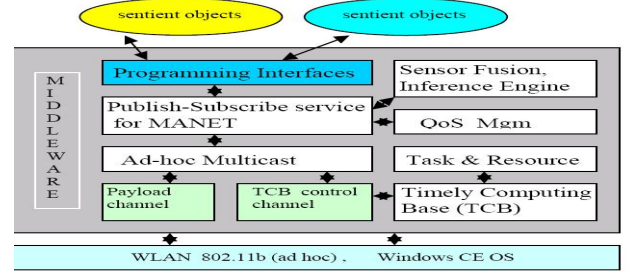 sentient objects
sentient objects
MIDDLEWARE
Programming Interfaces
Sensor Fusion,
Inference Engine
Publish-Subscribe service
for MANET
QoS Mgm
Ad-hoc Multicast
Task & Resource
Payload
channel
TCB control
channel
Timely Computing
Base (TCB)
WLAN 802.11b (ad hoc) , Windows CE OS